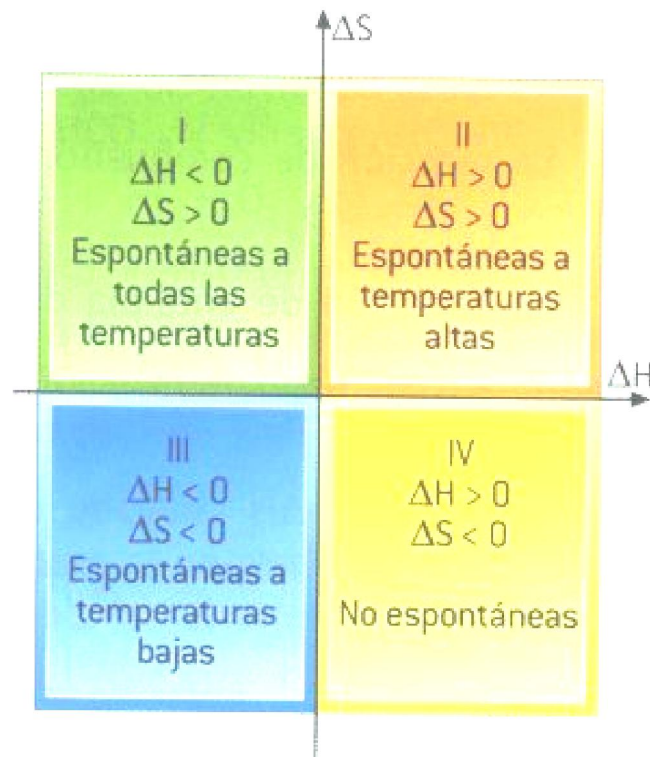 ΔS
I
ΔH < 0
ΔS > 0
Espontáneas a
todas las
temperaturas
II
ΔH > 0
ΔS > 0
Espontáneas a
temperaturas
altas
ΔH
III
ΔH < 0
ΔS < 0
Espontáneas a
temperaturas
bajas
IV
ΔH > 0
ΔS < 0
No espontáneas